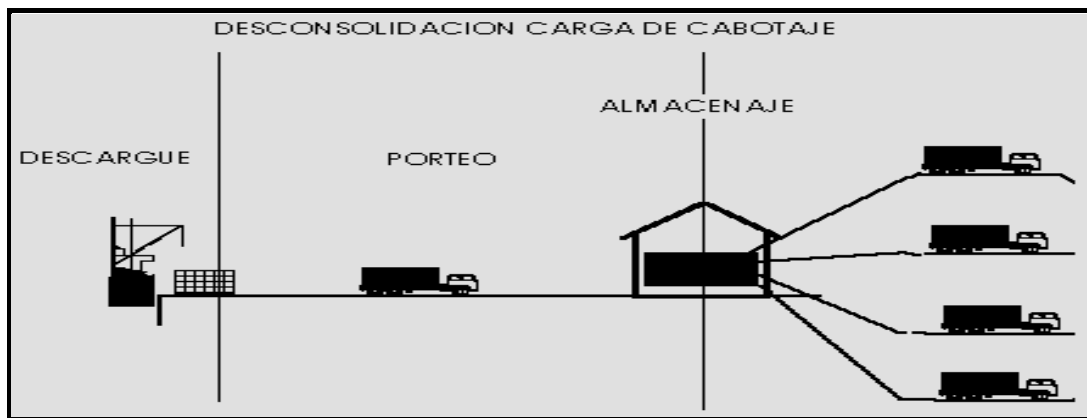 DESCONSOLIDACION CARGA DE CABOTAJE
ALMACENAJE
DESCARGUE
PORTEO